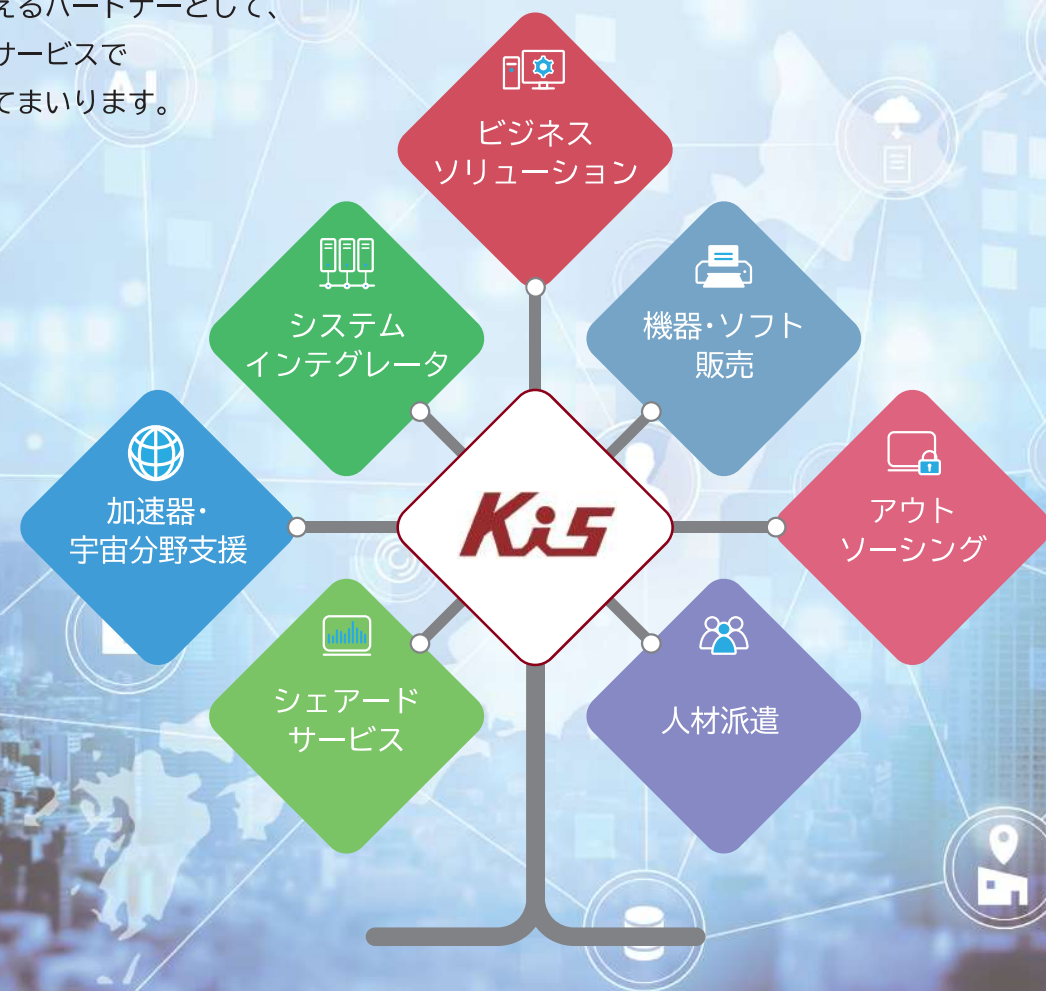 えるパートナーとして、
サービスで
てまいります。
AI
ビジネス
ソリューション
システム
インテグレータ
機器・ソフト
販売
加速器・
宇宙分野支援
KiS
アウト
ソーシング
シェアード
サービス
人材派遣